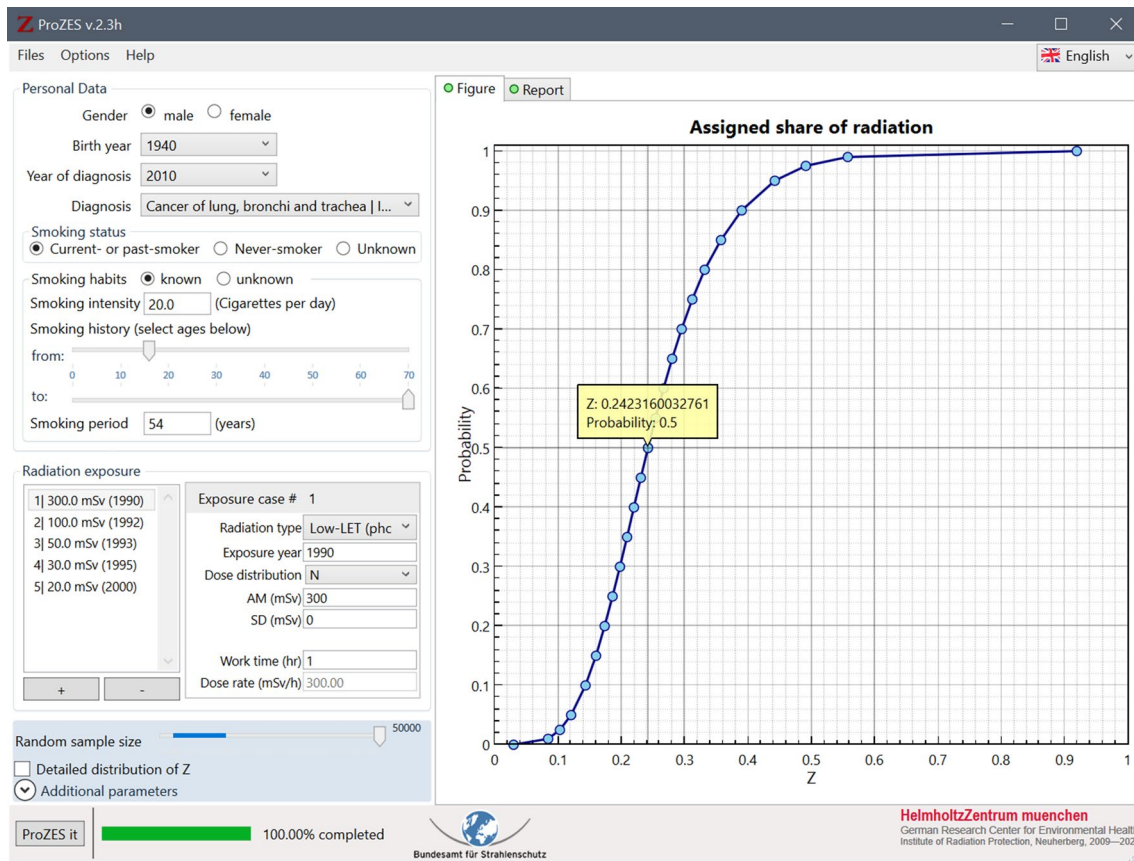 Z ProZES v.2.3h
Files Options Help
English
Personal Data
Gender male female
Birth year 1940
Year of diagnosis 2010
Diagnosis Cancer of lung, bronchi and trachea | I...
Smoking status
Current- or past-smoker Never-smoker Unknown
Smoking habits known unknown
Smoking intensity 20.0 (Cigarettes per day)
Smoking history (select ages below)
from:
0 10 20 30 40 50 60 70
to:
Smoking period 54 (years)
Radiation exposure
1| 300.0 mSv (1990)
2| 100.0 mSv (1992)
3| 50.0 mSv (1993)
4| 30.0 mSv (1995)
5| 20.0 mSv (2000)
+ -
Exposure case # 1
Radiation type Low-LET (phc
Exposure year 1990
Dose distribution N
AM (mSv) 300
SD (mSv) 0
Work time (hr) 1
Dose rate (mSv/h) 300.00
Random sample size 50000
Detailed distribution of Z
Additional parameters
Figure Report
Assigned share of radiation
1
0.9
0.8
0.7
0.6
0.5
0.4
0.3
0.2
0.1
0
Probability
Z: 0.2423160032761
Probability: 0.5
0 0.1 0.2 0.3 0.4 0.5 0.6 0.7 0.8 0.9 1
Z
ProZES it 100.00% completed
Bundesamt für Strahlenschutz
HelmholtzZentrum muenchen
German Research Center for Environmental Healt
Institute of Radiation Protection, Neuherberg, 2009—202